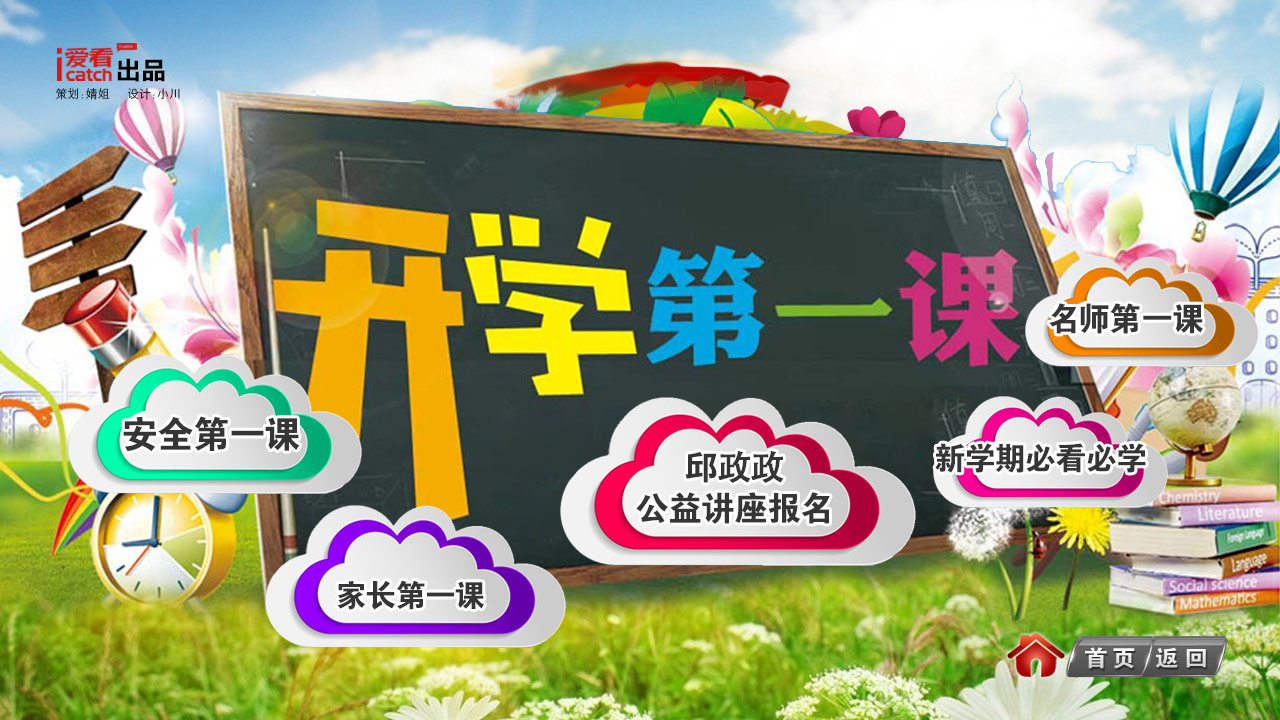 爱看
i catch
出品
策划:婧姐 设计:小川
开学第一课
名师第一课
安全第一课
邱政政
公益讲座报名
新学期必看必学
家长第一课
Chemistry
Literature
Foreign Language
Language
Social science
Mathematics
首页 返回